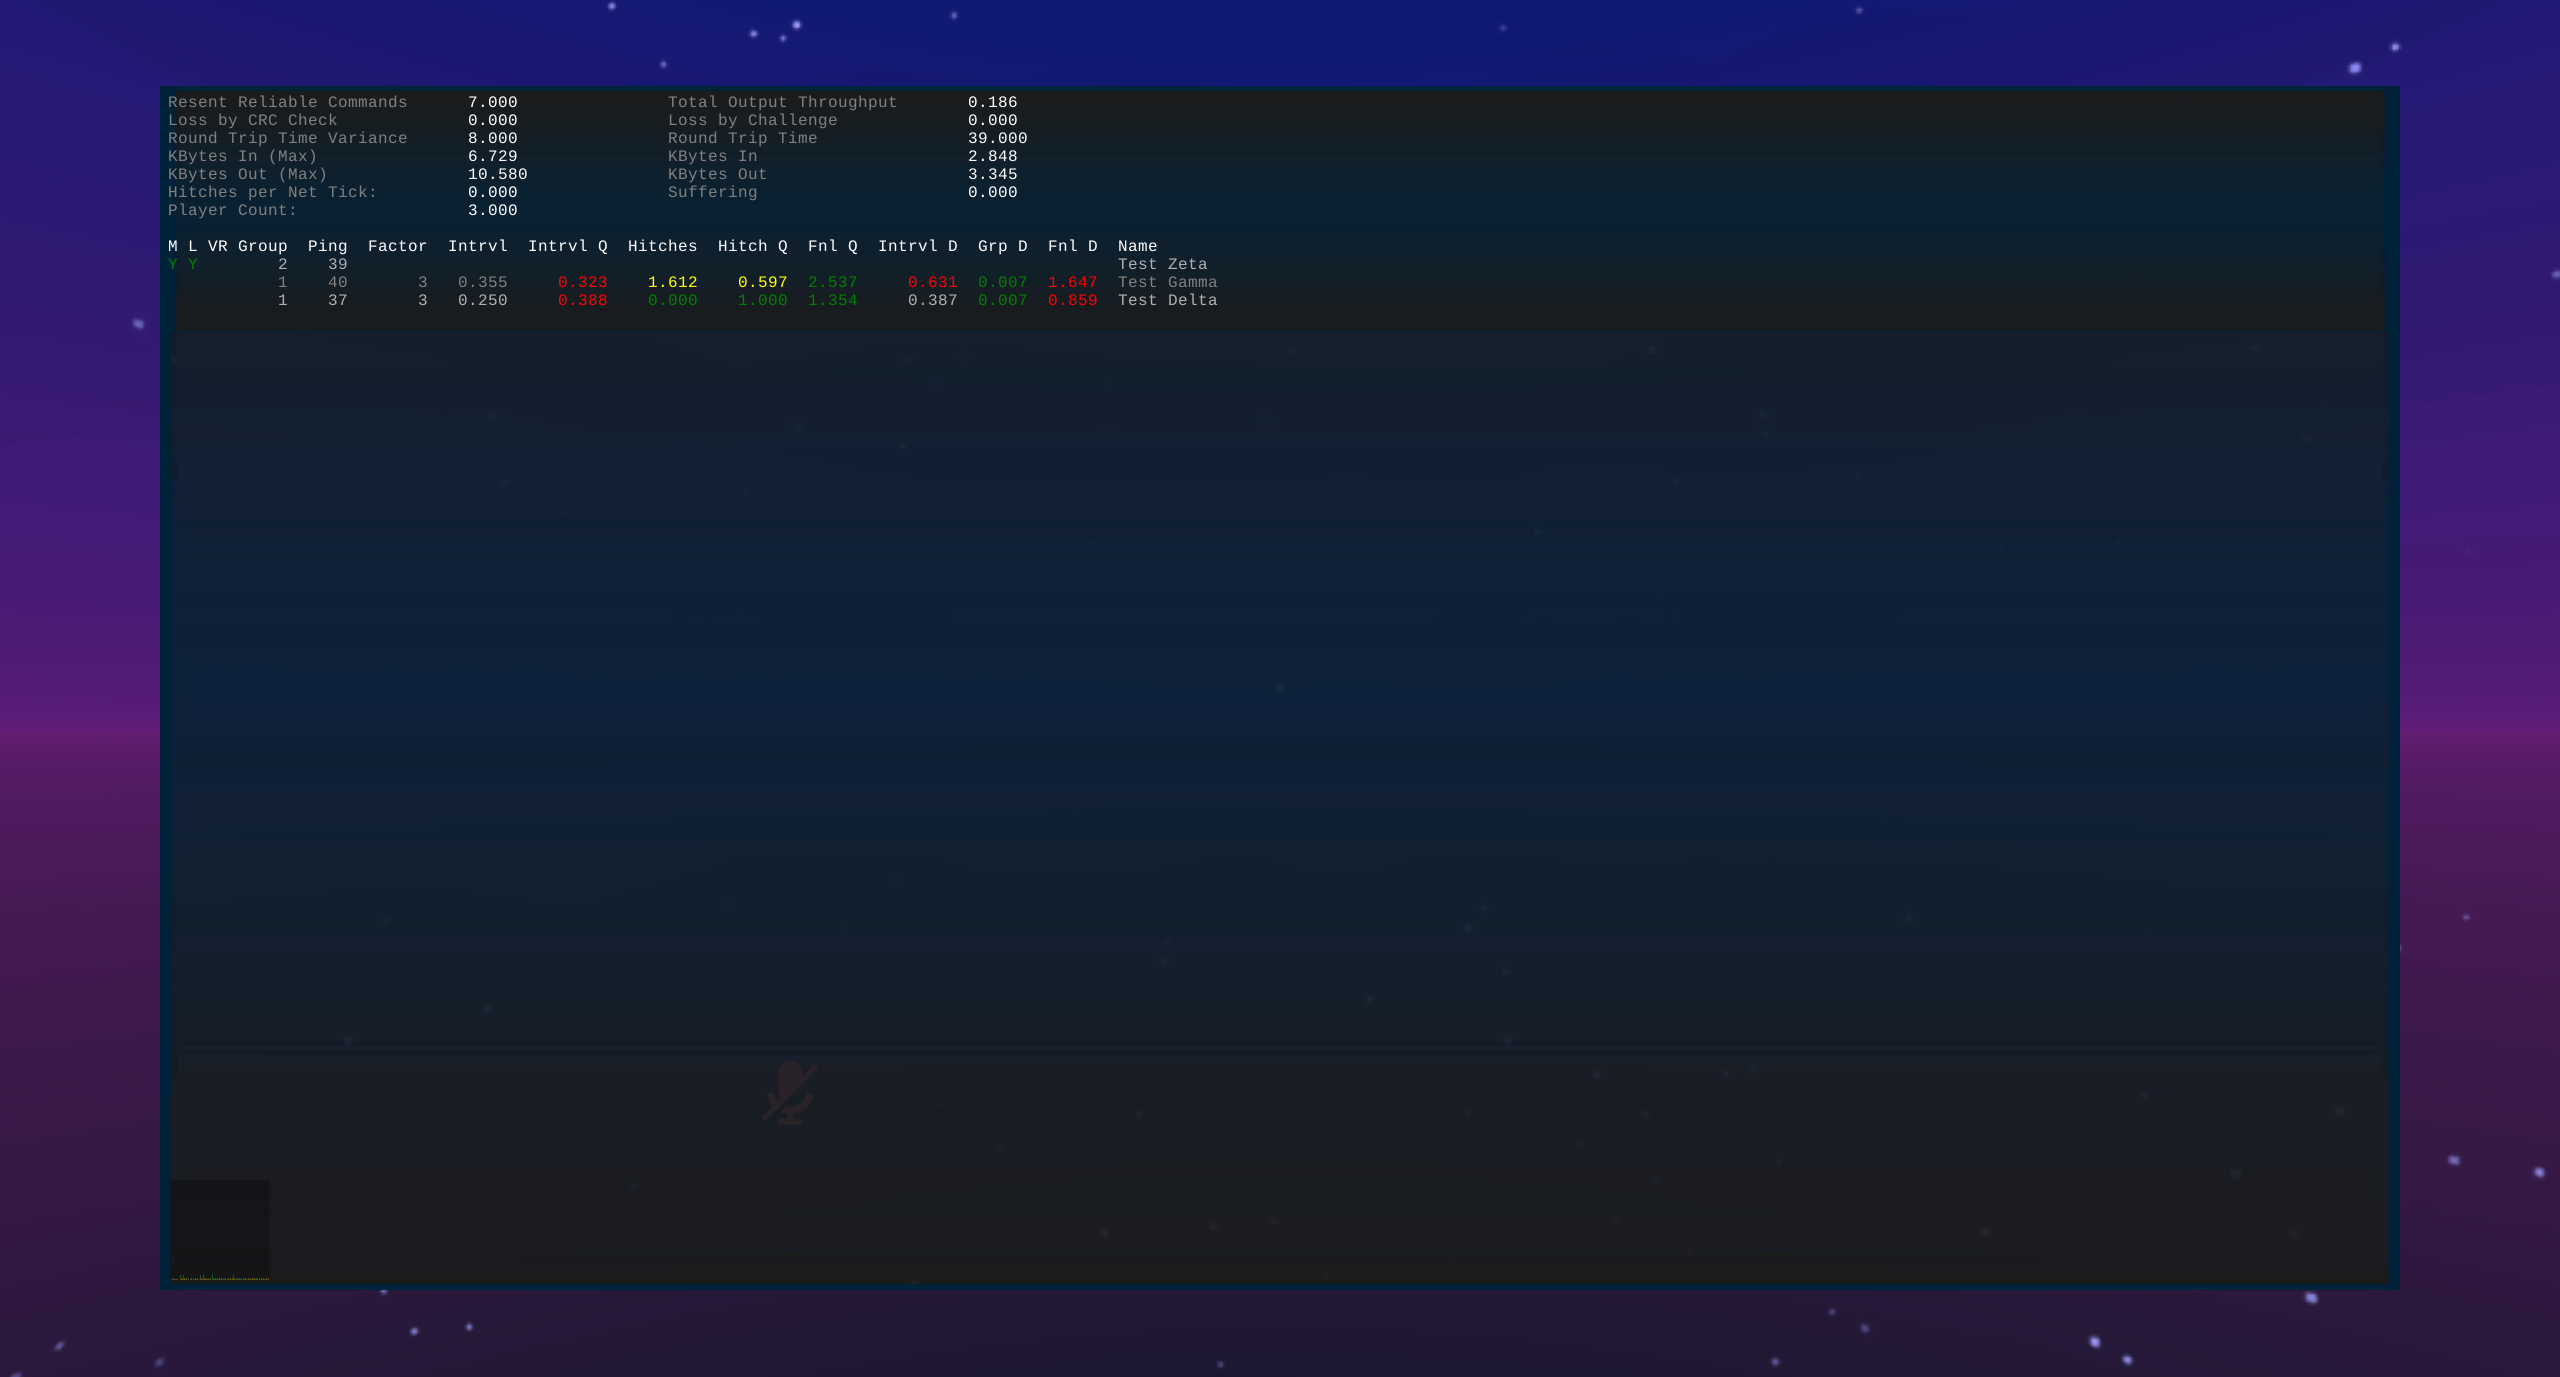 Resent Reliable Commands 7.000 Total Output Throughput 0.186
Loss by CRC Check 0.000 Loss by Challenge 0.000
Round Trip Time Variance 8.000 Round Trip Time 39.000
KBytes In (Max) 6.729 KBytes In 2.848
KBytes Out (Max) 10.580 KBytes Out 3.345
Hitches per Net Tick: 0.000 Suffering 0.000
Player Count: 3.000
M L VR Group Ping Factor Intrvl Intrvl Q Hitches Hitch Q Fnl Q Intrvl D Grp D Fnl D Name
Y Y 2 39 Test Zeta
1 40 3 0.355 0.323 1.612 0.597 2.537 0.631 0.007 1.647 Test Gamma
1 37 3 0.250 0.388 0.000 1.000 1.354 0.387 0.007 0.859 Test Delta